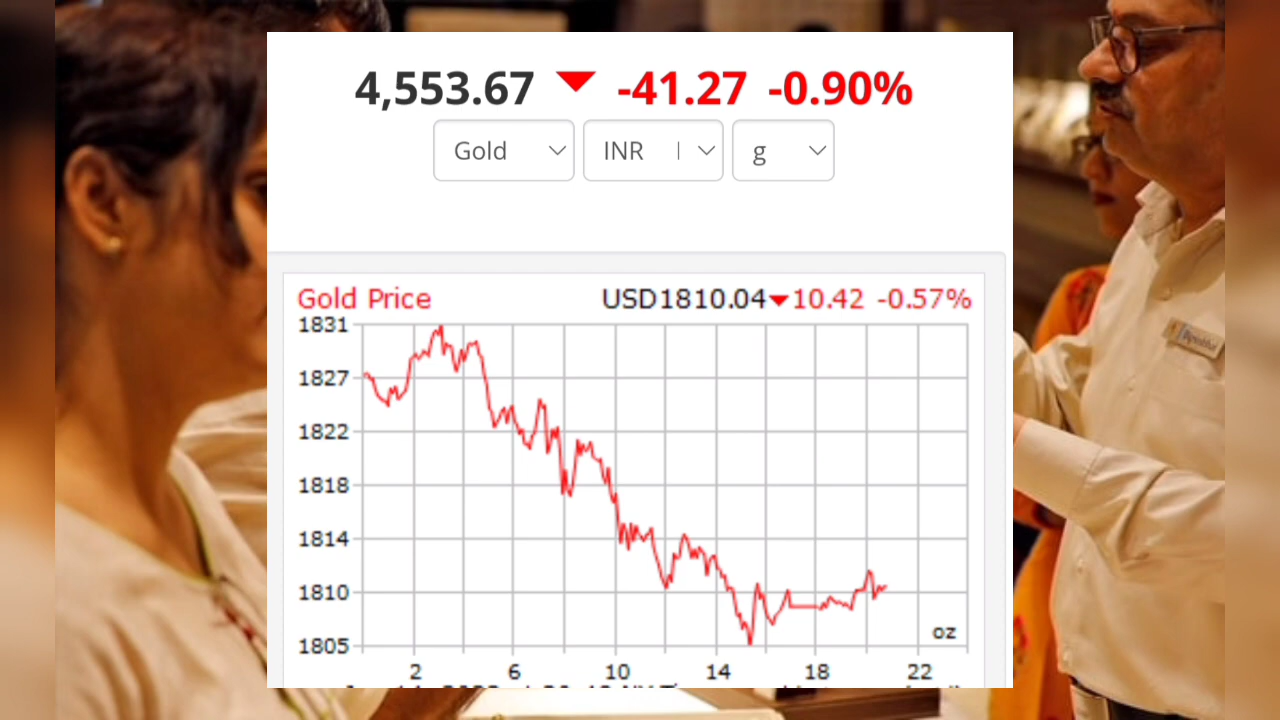 4,553.67 ▼ -41.27 -0.90%
Gold INR g
Gold Price USD1810.04▼10.42 -0.57%
1831
1827
1822
1818
1814
1810
1805
oz
2 6 10 14 18 22